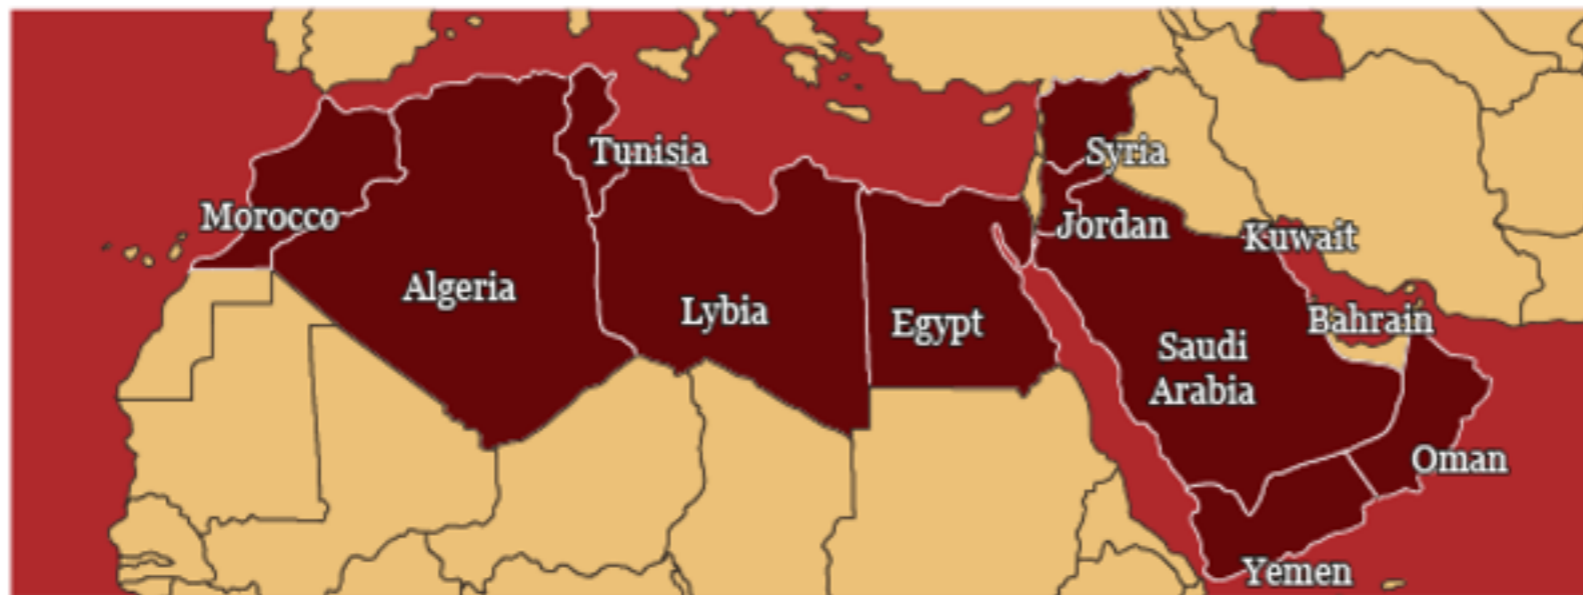 Tunisia
Syria
Morocco
Jordan
Kuwait
Algeria
Lybia
Egypt
Bahrain
Saudi
Arabia
Oman
Yemen